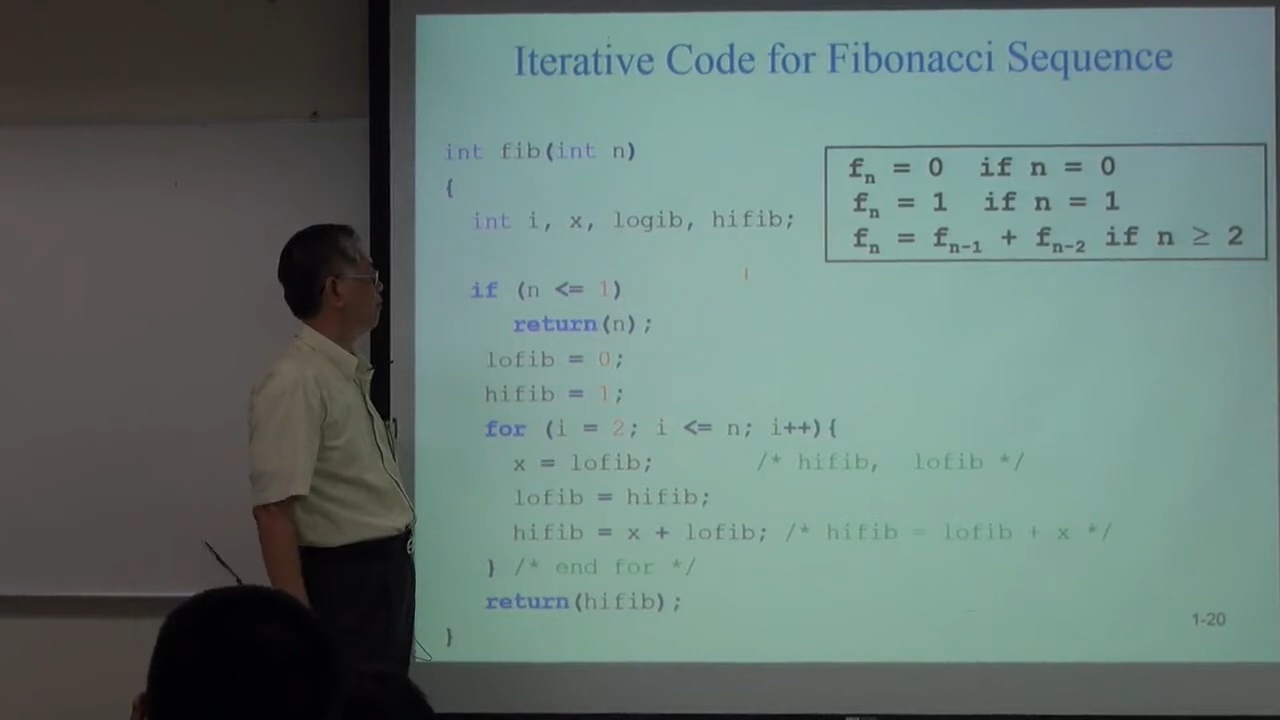 Iterative Code for Fibonacci Sequence
int fib(int n)
{
int i, x, logib, hifib;
if (n <= 1)
return(n);
lofib = 0;
hifib = 1;
for (i = 2; i <= n; i++){
x = lofib; /* hifib, lofib */
lofib = hifib;
hifib = x + lofib; /* hifib = lofib + x */
} /* end for */
return(hifib);
}
fn = 0 if n = 0
fn = 1 if n = 1
fn = fn-1 + fn-2 if n ≥ 2
1-20